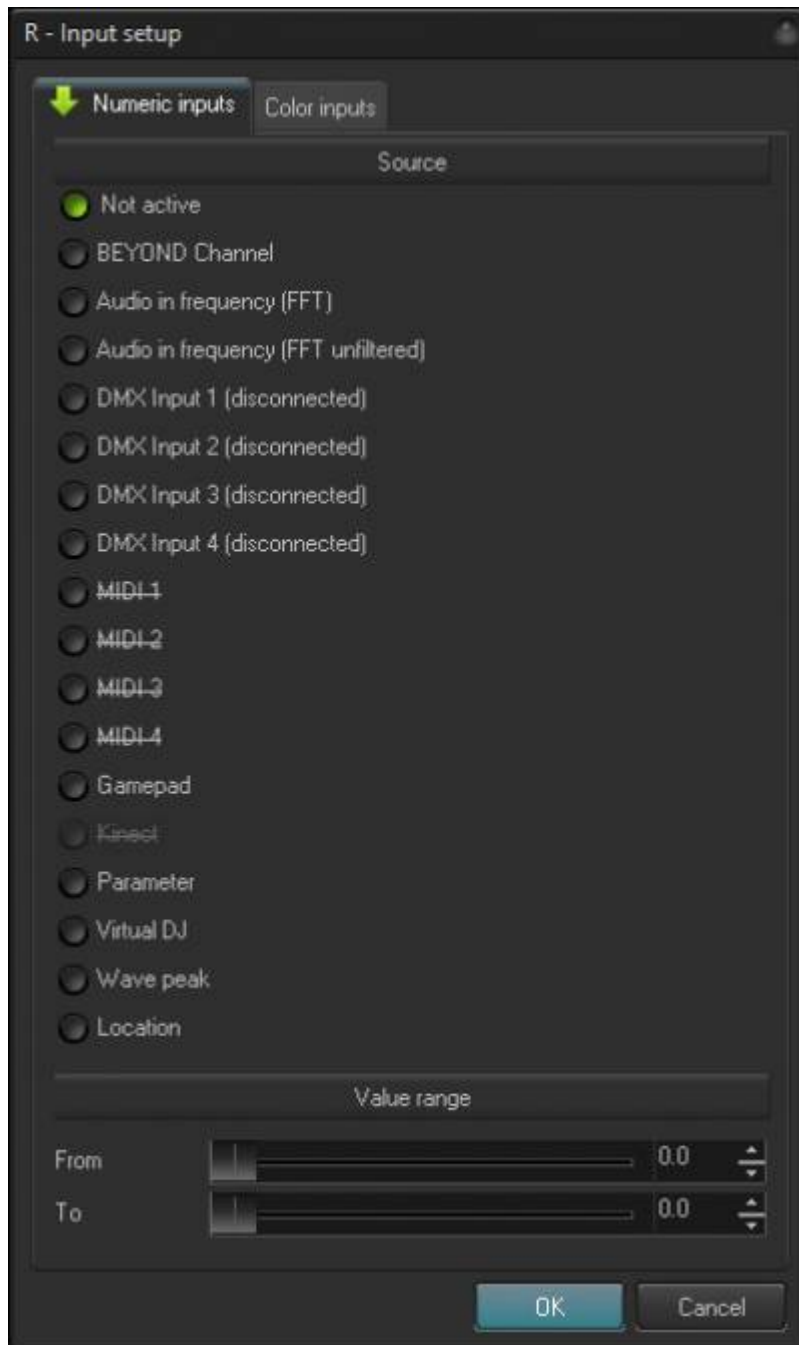 R - Input setup
Numeric inputs
Color inputs
Source
Not active
BEYOND Channel
Audio in frequency (FFT)
Audio in frequency (FFT unfiltered)
DMX Input 1 (disconnected)
DMX Input 2 (disconnected)
DMX Input 3 (disconnected)
DMX Input 4 (disconnected)
MIDI 1
MIDI 2
MIDI 3
MIDI 4
Gamepad
Kinect
Parameter
Virtual DJ
Wave peak
Location
Value range
From 0.0
To 0.0
OK Cancel